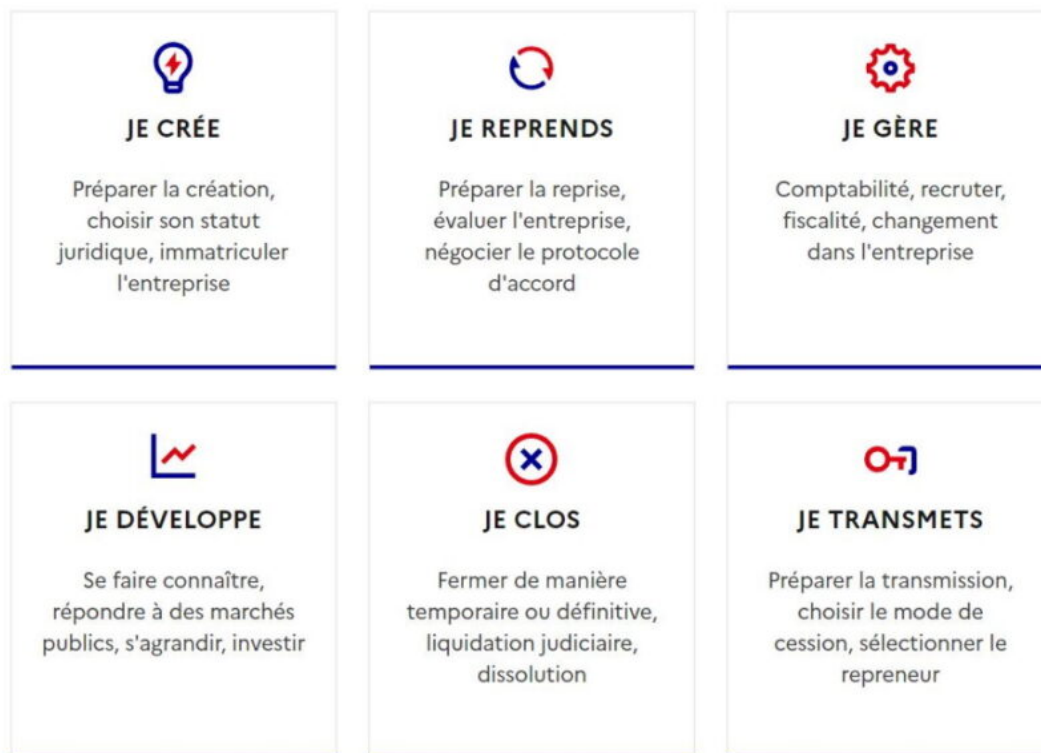 JE CRÉE
Préparer la création,
choisir son statut
juridique, immatriculer
l'entreprise
JE REPRENDS
Préparer la reprise,
évaluer l'entreprise,
négocier le protocole
d'accord
JE GÈRE
Comptabilité, recruter,
fiscalité, changement
dans l'entreprise
JE DÉVELOPPE
Se faire connaître,
répondre à des marchés
publics, s'agrandir, investir
JE CLOS
Fermer de manière
temporaire ou définitive,
liquidation judiciaire,
dissolution
JE TRANSMETS
Préparer la transmission,
choisir le mode de
cession, sélectionner le
repreneur